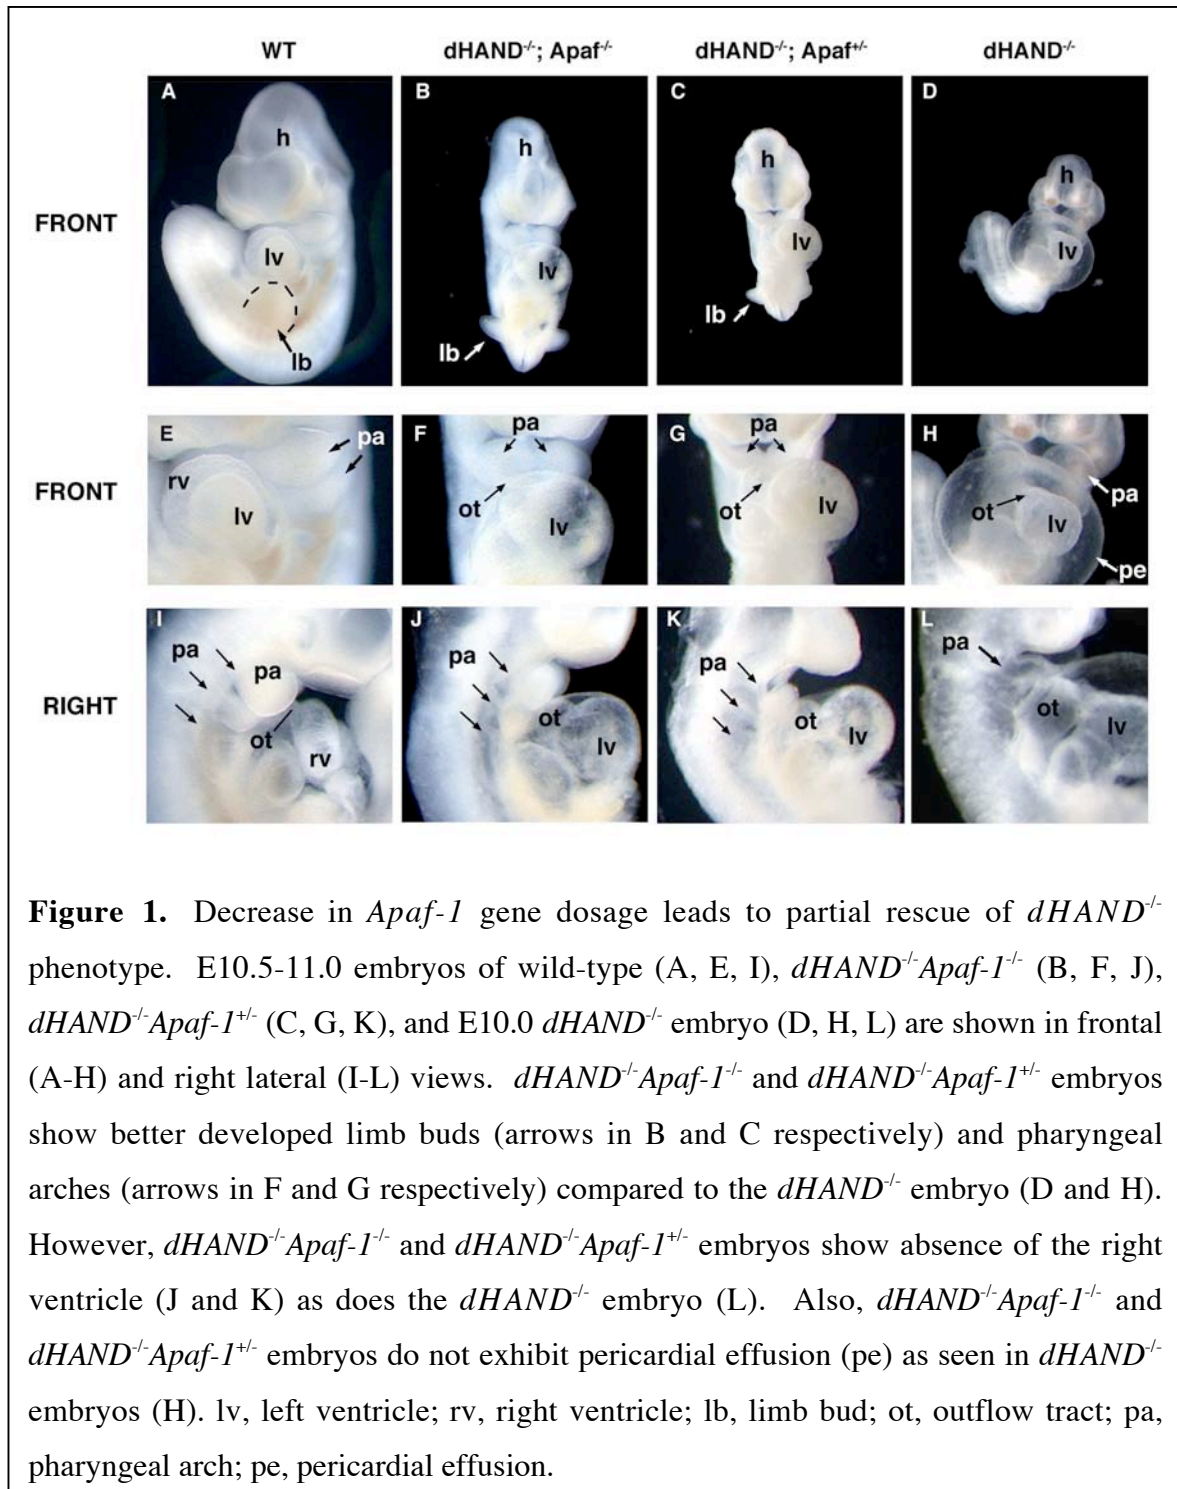 WT dHAND-/-; Apaf-/- dHAND-/-; Apaf+/- dHAND-/-
FRONT
A h lv lb
B h lv lb
C h lv lb
D h lv
FRONT
E pa rv lv
F pa ot lv
G pa ot lv
H pa ot lv pe
RIGHT
I pa pa ot rv
J pa ot lv
K pa ot lv
L pa ot lv
Figure 1. Decrease in Apaf-1 gene dosage leads to partial rescue of dHAND-/-
phenotype. E10.5-11.0 embryos of wild-type (A, E, I), dHAND-/-Apaf-1-/- (B, F, J),
dHAND-/-Apaf-1+/- (C, G, K), and E10.0 dHAND-/- embryo (D, H, L) are shown in frontal
(A-H) and right lateral (I-L) views. dHAND-/-Apaf-1-/- and dHAND-/-Apaf-1+/- embryos
show better developed limb buds (arrows in B and C respectively) and pharyngeal
arches (arrows in F and G respectively) compared to the dHAND-/- embryo (D and H).
However, dHAND-/-Apaf-1-/- and dHAND-/-Apaf-1+/- embryos show absence of the right
ventricle (J and K) as does the dHAND-/- embryo (L). Also, dHAND-/-Apaf-1-/- and
dHAND-/-Apaf-1+/- embryos do not exhibit pericardial effusion (pe) as seen in dHAND-/-
embryos (H). lv, left ventricle; rv, right ventricle; lb, limb bud; ot, outflow tract; pa,
pharyngeal arch; pe, pericardial effusion.